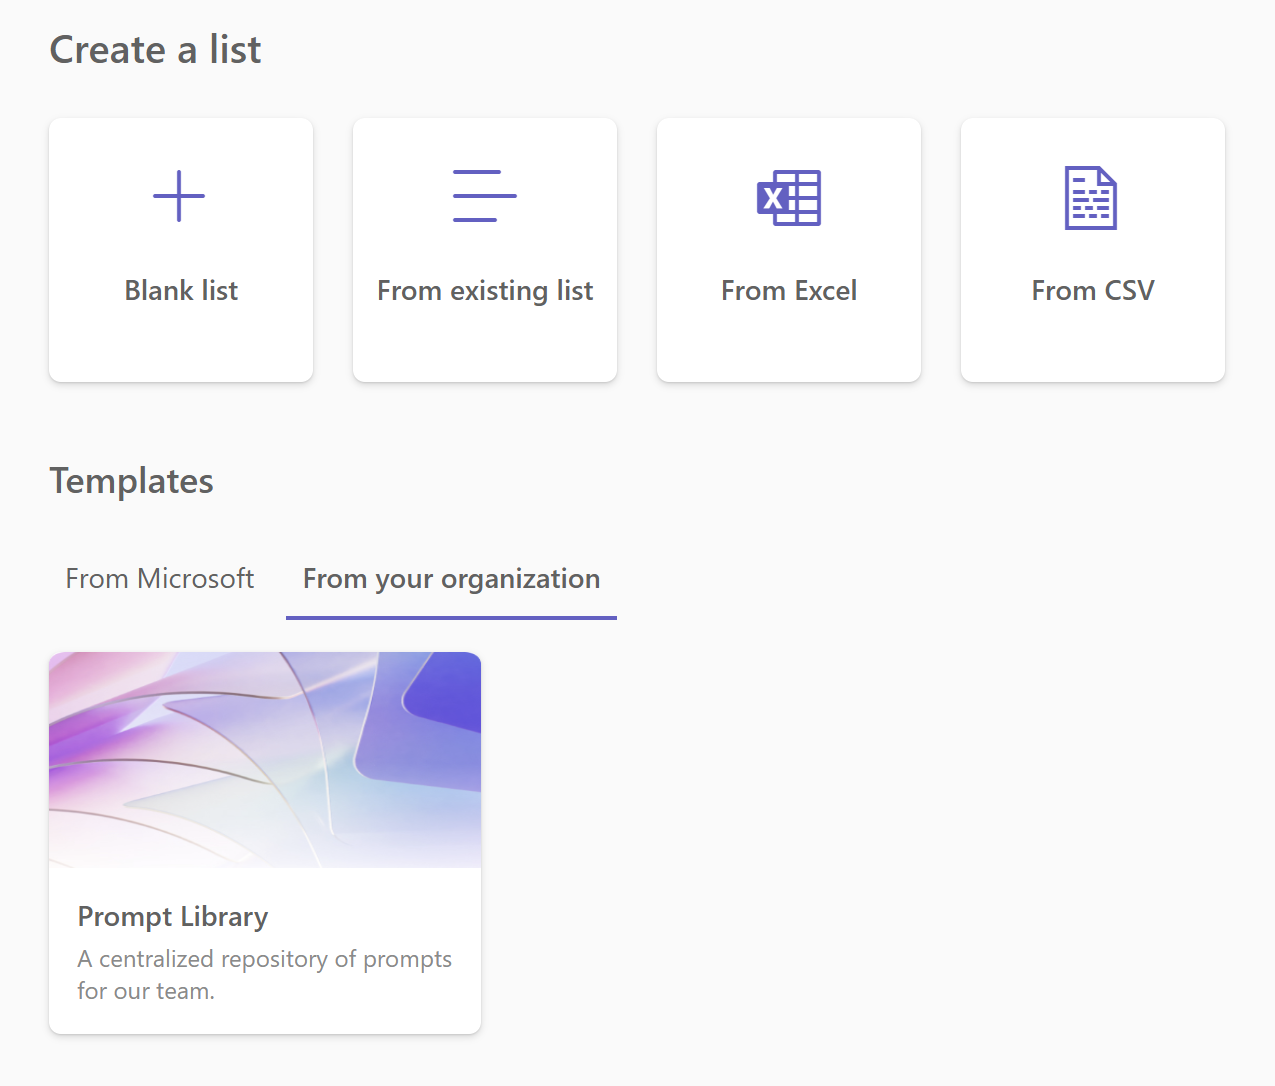 Create a list
Blank list
From existing list
From Excel
From CSV
Templates
From Microsoft
From your organization
Prompt Library
A centralized repository of prompts
for our team.